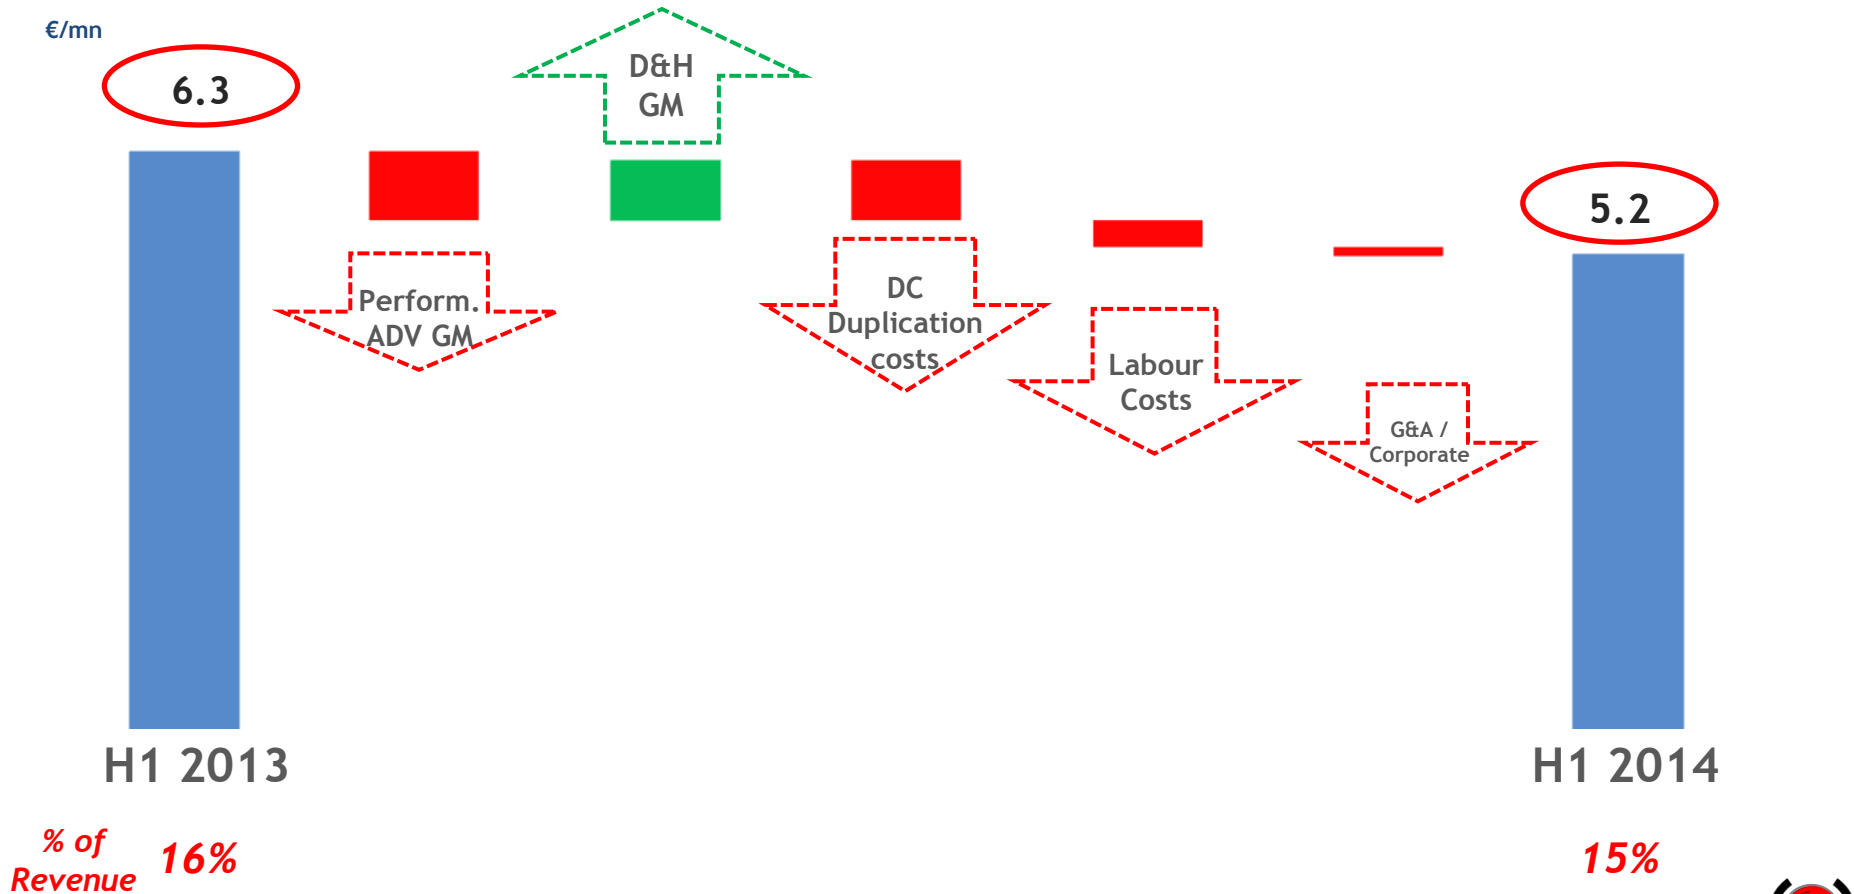 €/mn
6.3
D&H
GM
5.2
Perform.
ADV GM
DC
Duplication
costs
Labour
Costs
G&A /
Corporate
H1 2013
H1 2014
% of
Revenue
16%
15%